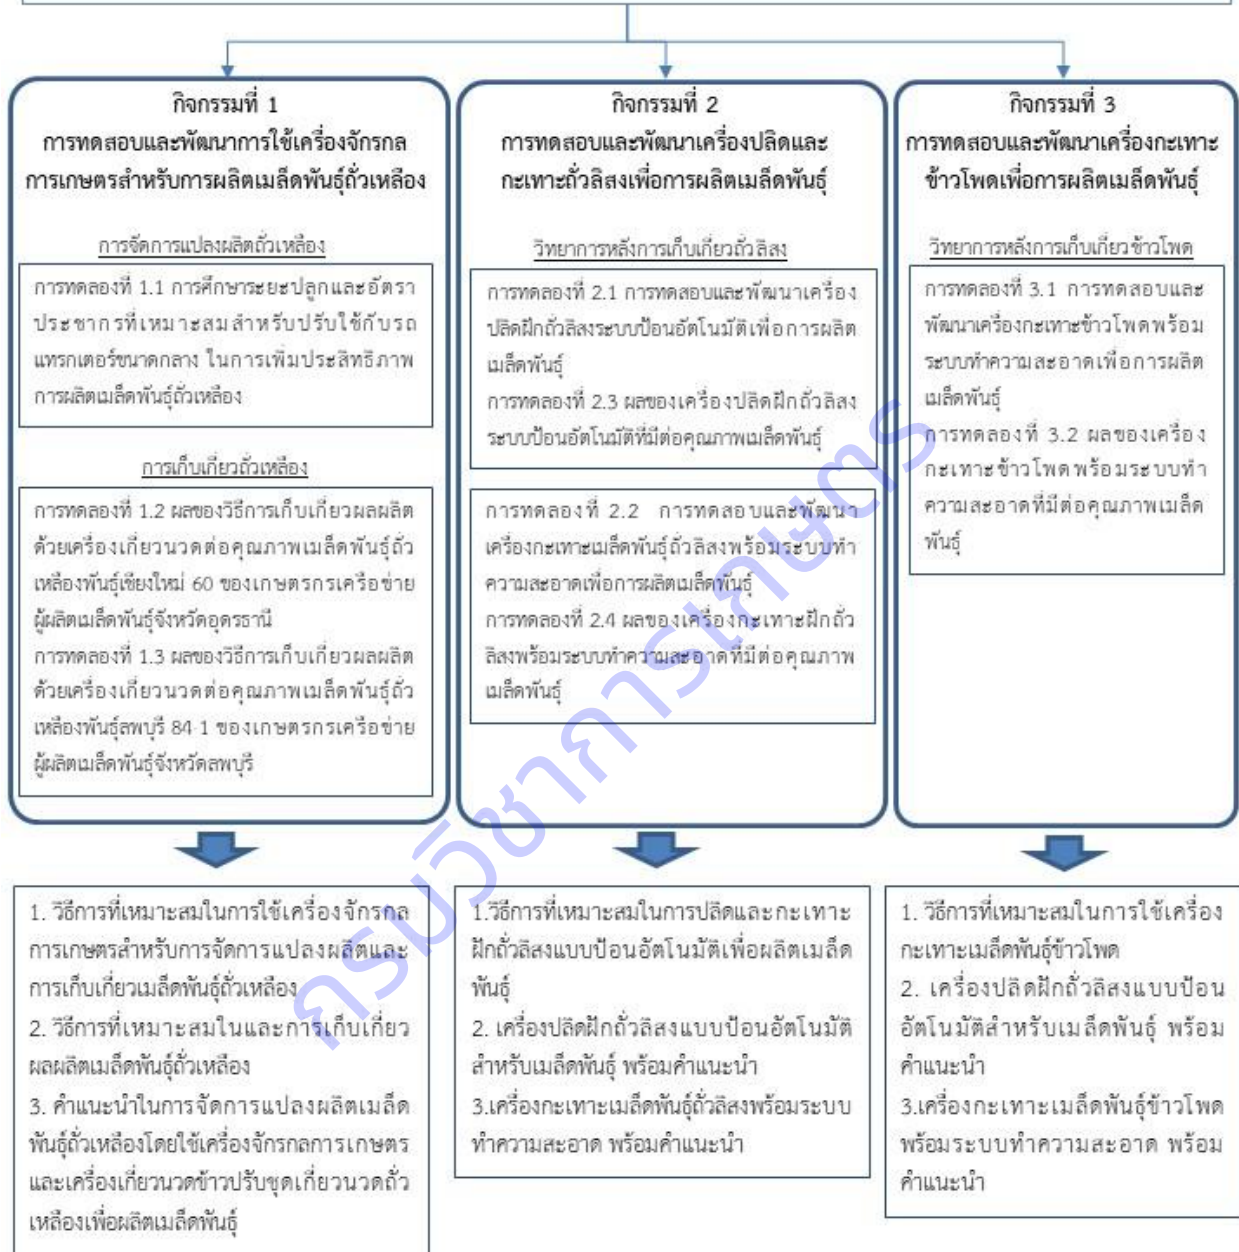 กิจกรรมที่ 1
การทดสอบและพัฒนาการใช้เครื่องจักรกล
การเกษตรสำหรับการผลิตเมล็ดพันธุ์ถั่วเหลือง
การจัดการแปลงผลิตถั่วเหลือง
การทดลองที่ 1.1 การศึกษาระยะปลูกและอัตรา
ประชากรที่เหมาะสมสำหรับปรับใช้กับรถ
แทรกเตอร์ขนาดกลาง ในการเพิ่มประสิทธิภาพ
การผลิตเมล็ดพันธุ์ถั่วเหลือง
การเก็บเกี่ยวถั่วเหลือง
การทดลองที่ 1.2 ผลของวิธีการเก็บเกี่ยวผลผลิต
ด้วยเครื่องเกี่ยวนวดต่อคุณภาพเมล็ดพันธุ์ถั่ว
เหลืองพันธุ์เชียงใหม่ 60 ของเกษตรกรเครือข่าย
ผู้ผลิตเมล็ดพันธุ์จังหวัดอุดรธานี
การทดลองที่ 1.3 ผลของวิธีการเก็บเกี่ยวผลผลิต
ด้วยเครื่องเกี่ยวนวดต่อคุณภาพเมล็ดพันธุ์ถั่ว
เหลืองพันธุ์ลพบุรี 84-1 ของเกษตรกรเครือข่าย
ผู้ผลิตเมล็ดพันธุ์จังหวัดลพบุรี
กิจกรรมที่ 2
การทดสอบและพัฒนาเครื่องปลิดและ
กะเทาะถั่วลิสงเพื่อการผลิตเมล็ดพันธุ์
วิทยาการหลังการเก็บเกี่ยวถั่วลิสง
การทดลองที่ 2.1 การทดสอบและพัฒนาเครื่อง
ปลิดฝักถั่วลิสงระบบป้อนอัตโนมัติเพื่อการผลิต
เมล็ดพันธุ์
การทดลองที่ 2.3 ผลของเครื่องปลิดฝักถั่วลิสง
ระบบป้อนอัตโนมัติที่มีต่อคุณภาพเมล็ดพันธุ์
การทดลองที่ 2.2 การทดสอบและพัฒนา
เครื่องกะเทาะเมล็ดพันธุ์ถั่วลิสงพร้อมระบบทำ
ความสะอาดเพื่อการผลิตเมล็ดพันธุ์
การทดลองที่ 2.4 ผลของเครื่องกะเทาะฝักถั่ว
ลิสงพร้อมระบบทำความสะอาดที่มีต่อคุณภาพ
เมล็ดพันธุ์
กิจกรรมที่ 3
การทดสอบและพัฒนาเครื่องกะเทาะ
ข้าวโพดเพื่อการผลิตเมล็ดพันธุ์
วิทยาการหลังการเก็บเกี่ยวข้าวโพด
การทดลองที่ 3.1 การทดสอบและ
พัฒนาเครื่องกะเทาะข้าวโพดพร้อม
ระบบทำความสะอาดเพื่อการผลิต
เมล็ดพันธุ์
การทดลองที่ 3.2 ผลของเครื่อง
กะเทาะข้าวโพดพร้อมระบบทำ
ความสะอาดที่มีต่อคุณภาพเมล็ด
พันธุ์
1. วิธีการที่เหมาะสมในการใช้เครื่องจักรกล
การเกษตรสำหรับการจัดการแปลงผลิตและ
การเก็บเกี่ยวเมล็ดพันธุ์ถั่วเหลือง
2. วิธีการที่เหมาะสมในและการเก็บเกี่ยว
ผลผลิตเมล็ดพันธุ์ถั่วเหลือง
3. คำแนะนำในการจัดการแปลงผลิตเมล็ด
พันธุ์ถั่วเหลืองโดยใช้เครื่องจักรกลการเกษตร
และเครื่องเกี่ยวนวดข้าวปรับชุดเกี่ยวนวดถั่ว
เหลืองเพื่อผลิตเมล็ดพันธุ์
1.วิธีการที่เหมาะสมในการปลิดและกะเทาะ
ฝักถั่วลิสงแบบป้อนอัตโนมัติเพื่อผลิตเมล็ด
พันธุ์
2. เครื่องปลิดฝักถั่วลิสงแบบป้อนอัตโนมัติ
สำหรับเมล็ดพันธุ์ พร้อมคำแนะนำ
3.เครื่องกะเทาะเมล็ดพันธุ์ถั่วลิสงพร้อมระบบ
ทำความสะอาด พร้อมคำแนะนำ
1. วิธีการที่เหมาะสมในการใช้เครื่อง
กะเทาะเมล็ดพันธุ์ข้าวโพด
2. เครื่องปลิดฝักถั่วลิสงแบบป้อน
อัตโนมัติสำหรับเมล็ดพันธุ์ พร้อม
คำแนะนำ
3.เครื่องกะเทาะเมล็ดพันธุ์ข้าวโพด
พร้อมระบบทำความสะอาด พร้อม
คำแนะนำ
กรมวิชาการเกษตร